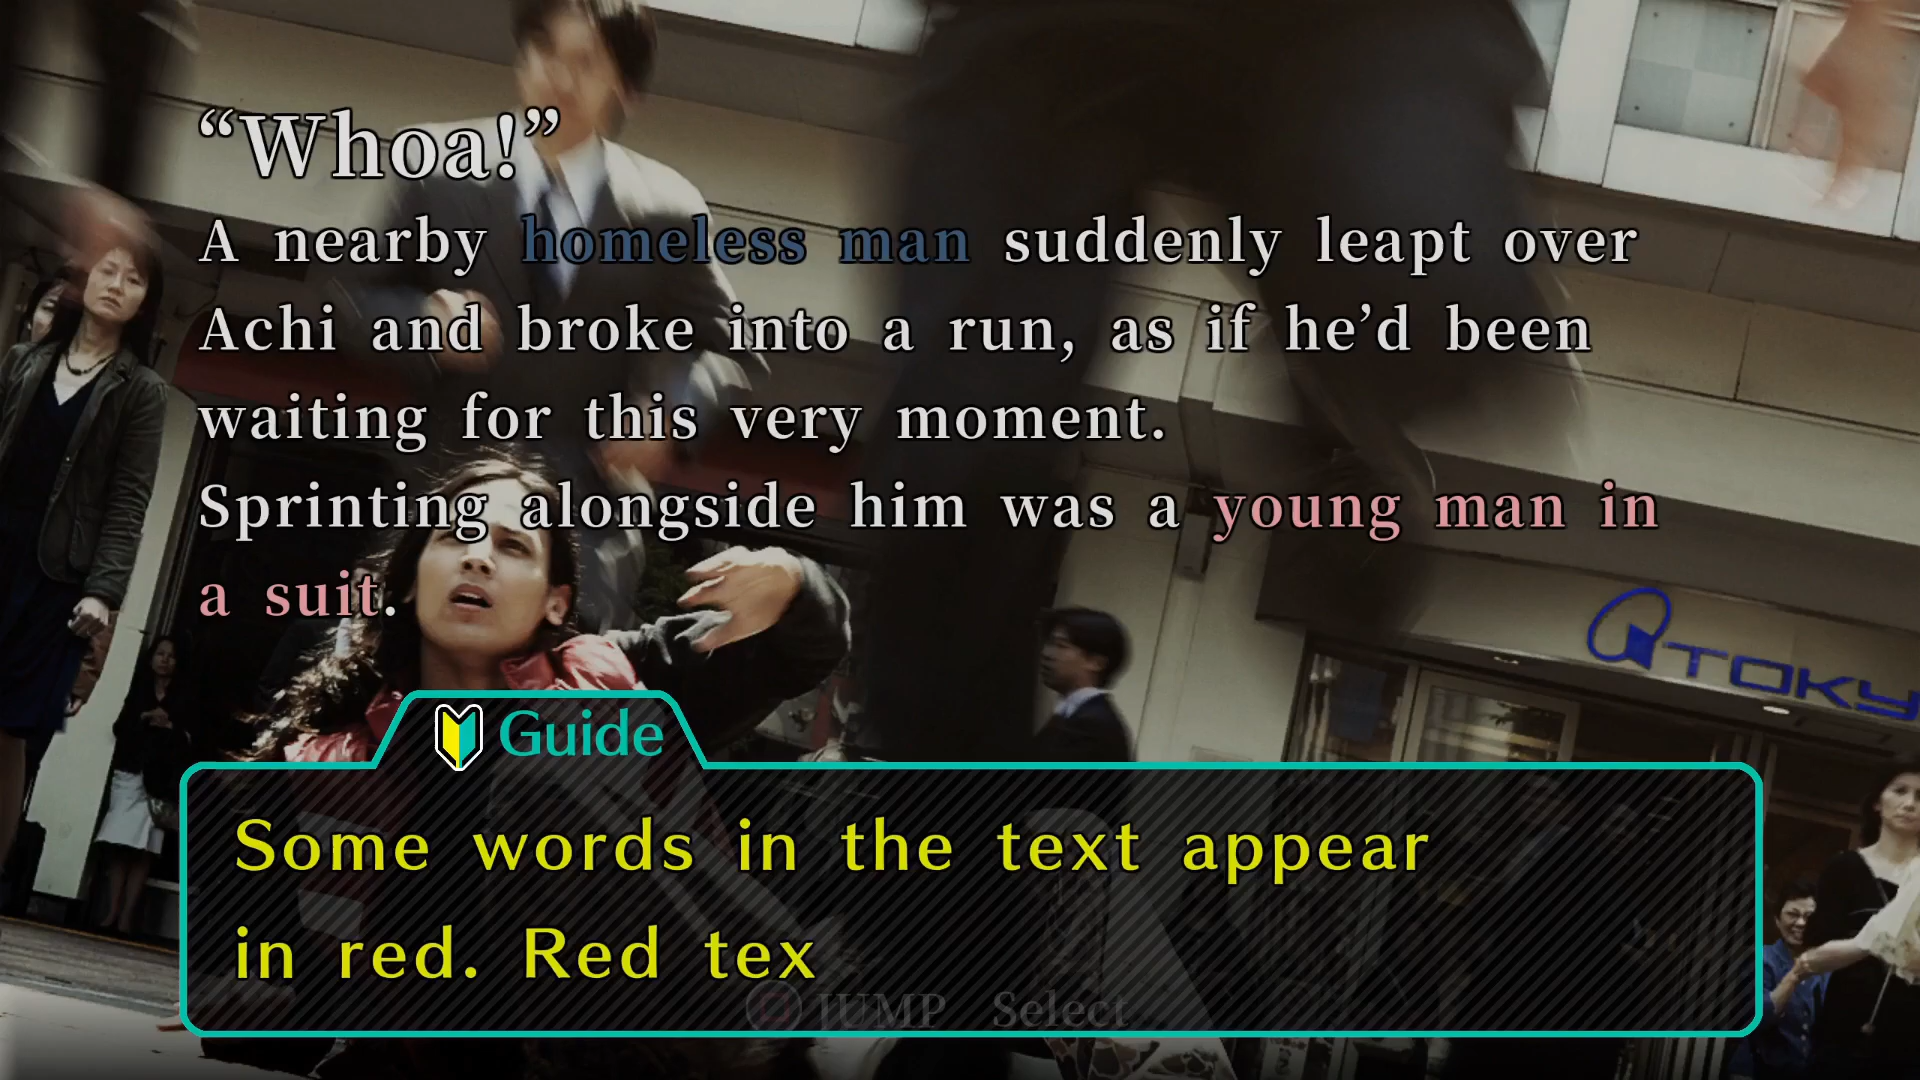 “Whoa!”
A nearby homeless man suddenly leapt over
Achi and broke into a run, as if he’d been
waiting for this very moment.
Sprinting alongside him was a young man in
a suit.
TOKY
Guide
Some words in the text appear
in red. Red tex
JUMP Select